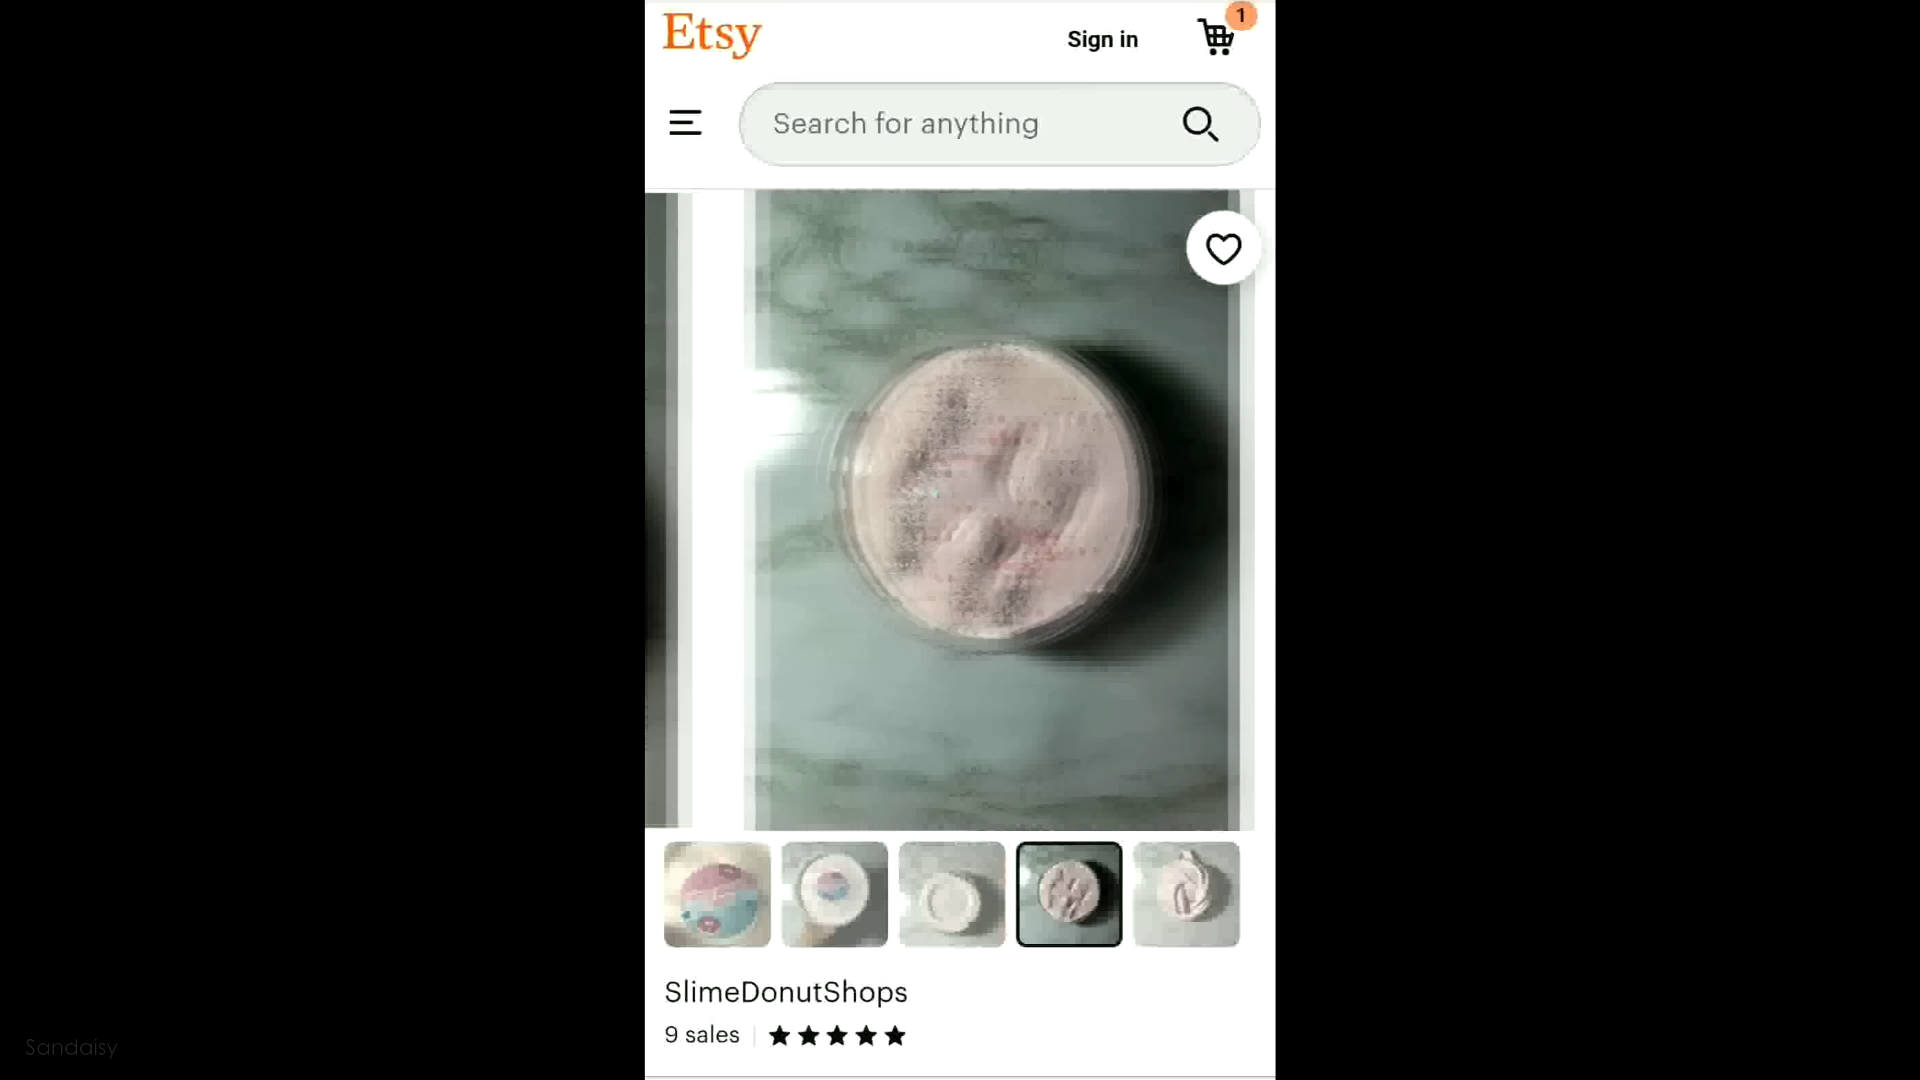 Etsy
Sign in
1
Search for anything
SlimeDonutShops
9 sales
Sandaisy